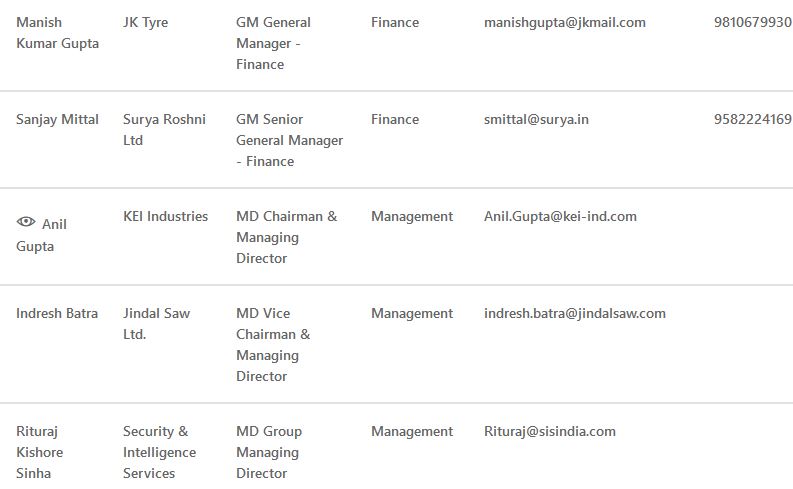 Manish JK Tyre GM General Finance manishgupta@jkmail.com 9810679930
Kumar Gupta Manager -
Finance
Sanjay Mittal Surya Roshni GM Senior Finance smittal@surya.in 9582224169
Ltd General Manager
- Finance
Anil KEI Industries MD Chairman & Management Anil.Gupta@kei-ind.com
Gupta Managing
Director
Indresh Batra Jindal Saw MD Vice Management indresh.batra@jindalsaw.com
Ltd. Chairman &
Managing
Director
Rituraj Security & MD Group Management Rituraj@sisindia.com
Kishore Intelligence Managing
Sinha Services Director